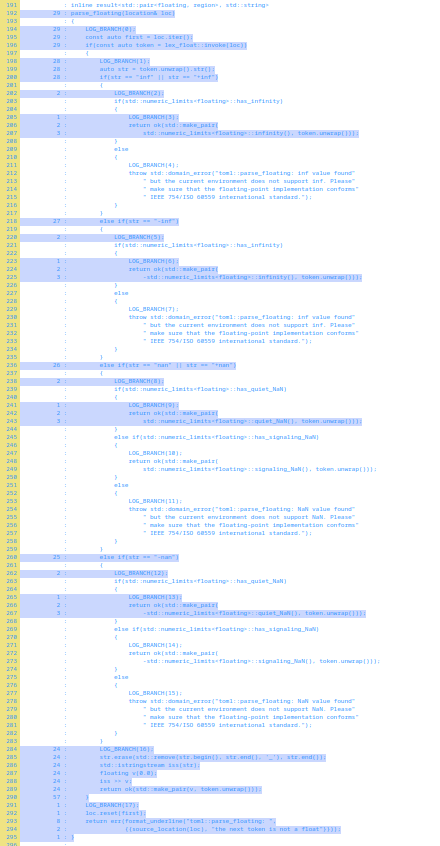 191 : inline result<std::pair<floating, region>, std::string>
192 29 : parse_floating(location& loc)
193 : {
194 29 : LOG_BRANCH(0);
195 29 : const auto first = loc.iter();
196 29 : if(const auto token = lex_float::invoke(loc))
197 : {
198 28 : LOG_BRANCH(1);
199 28 : auto str = token.unwrap().str();
200 28 : if(str == "inf" || str == "+inf")
201 : {
202 2 : LOG_BRANCH(2);
203 : if(std::numeric_limits<floating>::has_infinity)
204 : {
205 1 : LOG_BRANCH(3);
206 2 : return ok(std::make_pair(
207 3 : std::numeric_limits<floating>::infinity(), token.unwrap()));
208 : }
209 : else
210 : {
211 : LOG_BRANCH(4);
212 : throw std::domain_error("toml::parse_floating: inf value found"
213 : " but the current environment does not support inf. Please"
214 : " make sure that the floating-point implementation conforms"
215 : " IEEE 754/ISO 60559 international standard.");
216 : }
217 : }
218 27 : else if(str == "-inf")
219 : {
220 2 : LOG_BRANCH(5);
221 : if(std::numeric_limits<floating>::has_infinity)
222 : {
223 1 : LOG_BRANCH(6);
224 2 : return ok(std::make_pair(
225 3 : -std::numeric_limits<floating>::infinity(), token.unwrap()));
226 : }
227 : else
228 : {
229 : LOG_BRANCH(7);
230 : throw std::domain_error("toml::parse_floating: inf value found"
231 : " but the current environment does not support inf. Please"
232 : " make sure that the floating-point implementation conforms"
233 : " IEEE 754/ISO 60559 international standard.");
234 : }
235 : }
236 26 : else if(str == "nan" || str == "+nan")
237 : {
238 2 : LOG_BRANCH(8);
239 : if(std::numeric_limits<floating>::has_quiet_NaN)
240 : {
241 1 : LOG_BRANCH(9);
242 2 : return ok(std::make_pair(
243 3 : std::numeric_limits<floating>::quiet_NaN(), token.unwrap()));
244 : }
245 : else if(std::numeric_limits<floating>::has_signaling_NaN)
246 : {
247 : LOG_BRANCH(10);
248 : return ok(std::make_pair(
249 : std::numeric_limits<floating>::signaling_NaN(), token.unwrap()));
250 : }
251 : else
252 : {
253 : LOG_BRANCH(11);
254 : throw std::domain_error("toml::parse_floating: NaN value found"
255 : " but the current environment does not support NaN. Please"
256 : " make sure that the floating-point implementation conforms"
257 : " IEEE 754/ISO 60559 international standard.");
258 : }
259 : }
260 25 : else if(str == "-nan")
261 : {
262 2 : LOG_BRANCH(12);
263 : if(std::numeric_limits<floating>::has_quiet_NaN)
264 : {
265 1 : LOG_BRANCH(13);
266 2 : return ok(std::make_pair(
267 3 : -std::numeric_limits<floating>::quiet_NaN(), token.unwrap()));
268 : }
269 : else if(std::numeric_limits<floating>::has_signaling_NaN)
270 : {
271 : LOG_BRANCH(14);
272 : return ok(std::make_pair(
273 : -std::numeric_limits<floating>::signaling_NaN(), token.unwrap()));
274 : }
275 : else
276 : {
277 : LOG_BRANCH(15);
278 : throw std::domain_error("toml::parse_floating: NaN value found"
279 : " but the current environment does not support NaN. Please"
280 : " make sure that the floating-point implementation conforms"
281 : " IEEE 754/ISO 60559 international standard.");
282 : }
283 : }
284 24 : LOG_BRANCH(16);
285 24 : str.erase(std::remove(str.begin(), str.end(), '_'), str.end());
286 24 : std::istringstream iss(str);
287 24 : floating v(0.0);
288 24 : iss >> v;
289 24 : return ok(std::make_pair(v, token.unwrap()));
290 57 : }
291 1 : LOG_BRANCH(17);
292 1 : loc.reset(first);
293 8 : return err(format_underline("toml::parse_floating: ",
294 2 : {{source_location(loc), "the next token is not a float"}}));
295 1 : }
296